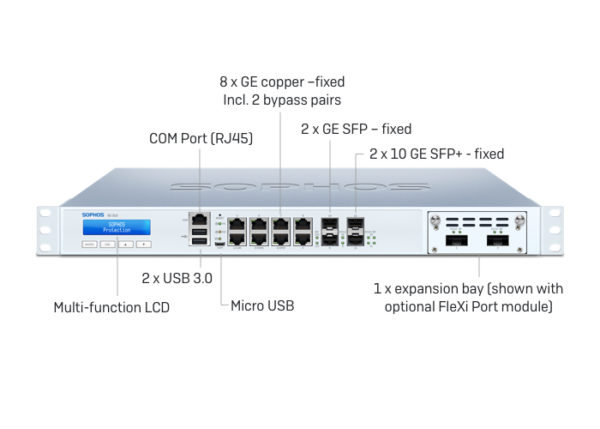 8 x GE copper –fixed
Incl. 2 bypass pairs
2 x GE SFP – fixed
COM Port (RJ45)
2 x 10 GE SFP+ - fixed
SOPHOS
SOPHOS
SOPHOS
Protection
2 x USB 3.0
Multi-function LCD
Micro USB
1 x expansion bay (shown with
optional FleXi Port module)